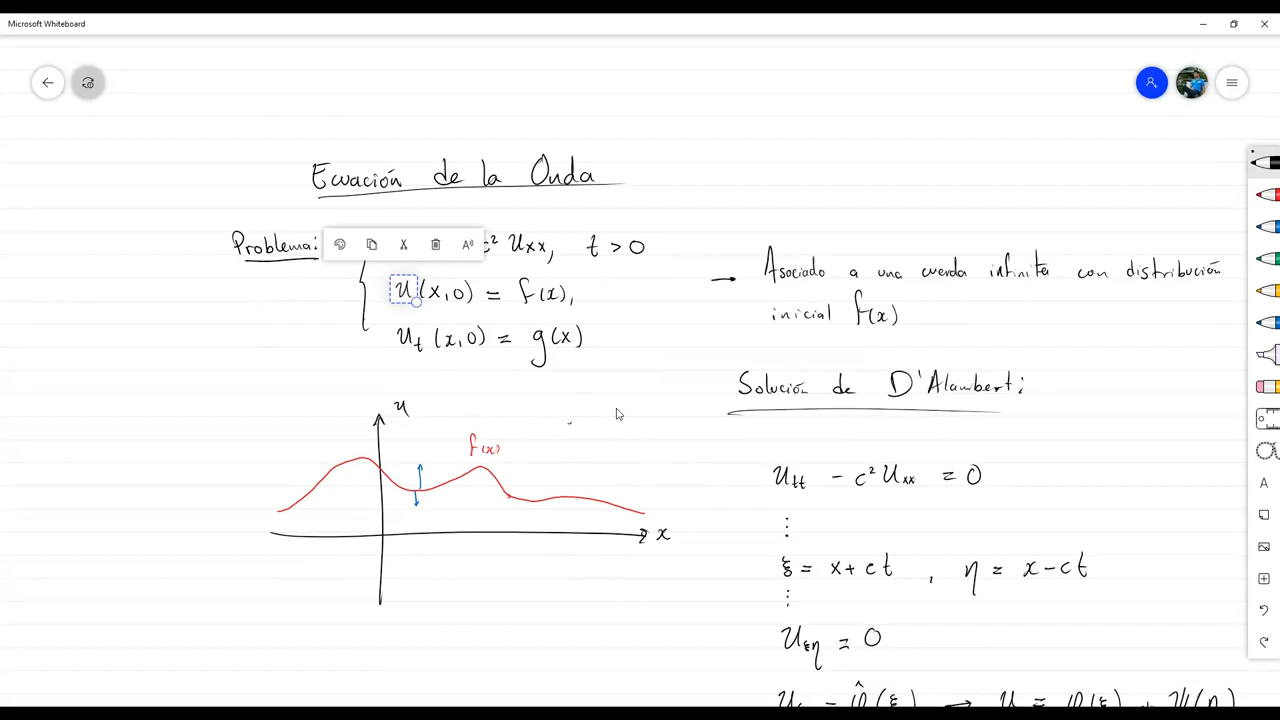 Microsoft Whiteboard
Ecuación de la Onda
Problema: c² Uxx, t > 0
U(x,0) = f(x),
Ut (x,0) = g(x)
→ Asociado a una cuerda infinita con distribución
inicial f(x)
Solución de D'Alambert:
u
f(x)
x
Utt - c² Uxx = 0
⋮
ξ = x + ct , η = x - ct
⋮
Uξη = 0